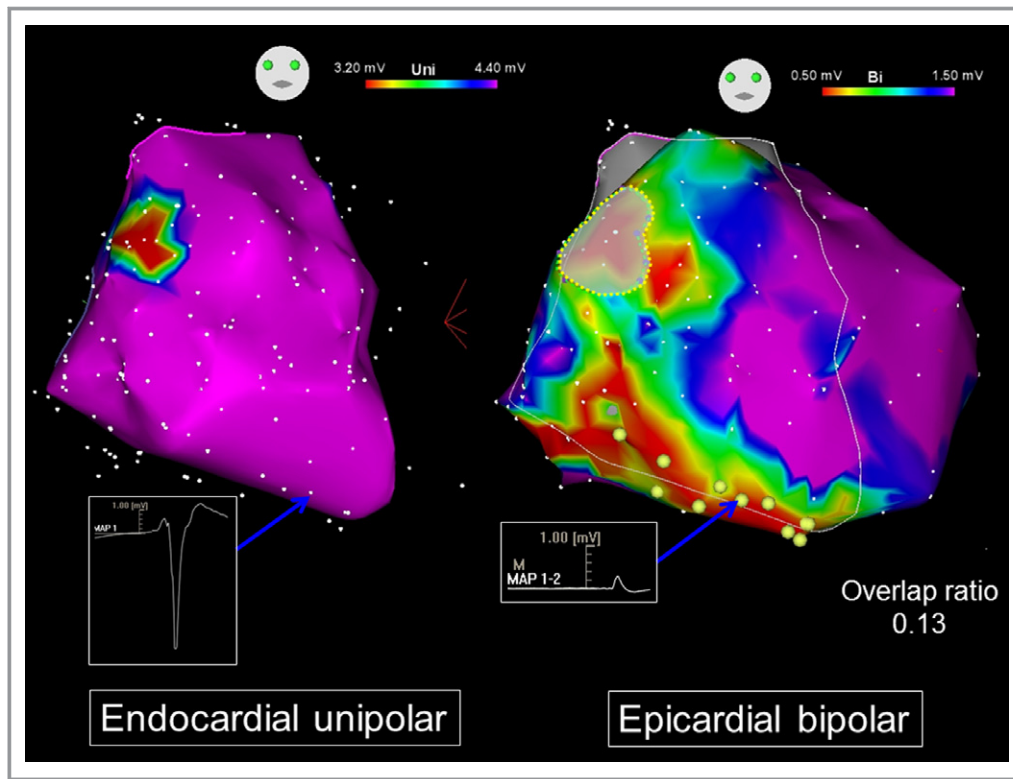 3.20 mV Uni 4.40 mV
0.50 mV Bi 1.50 mV
1.00 [mV]
MAP 1
1.00 [mV]
M
MAP 1-2
Overlap ratio
0.13
Endocardial unipolar
Epicardial bipolar